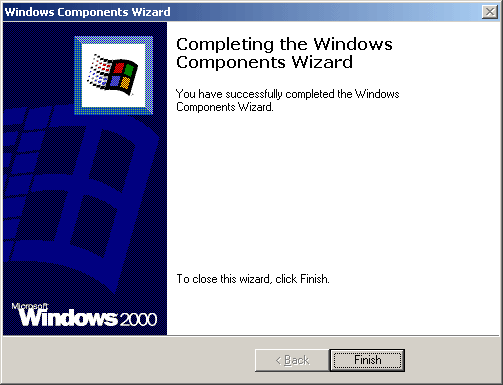 Windows Components Wizard
Completing the Windows
Components Wizard
You have successfully completed the Windows
Components Wizard.
To close this wizard, click Finish.
Microsoft
Windows 2000
< Back
Finish